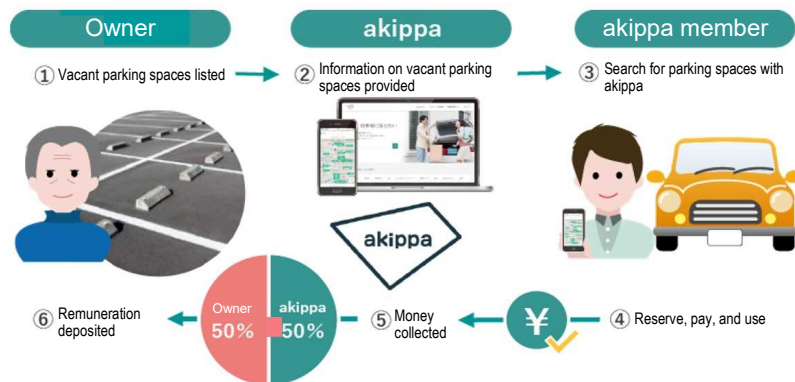 Owner
akippa
akippa member
① Vacant parking spaces listed
② Information on vacant parking
spaces provided
③ Search for parking spaces with
akippa
akippa
⑥ Remuneration
deposited
Owner
50%
akippa
50%
⑤ Money
collected
¥
④ Reserve, pay, and use